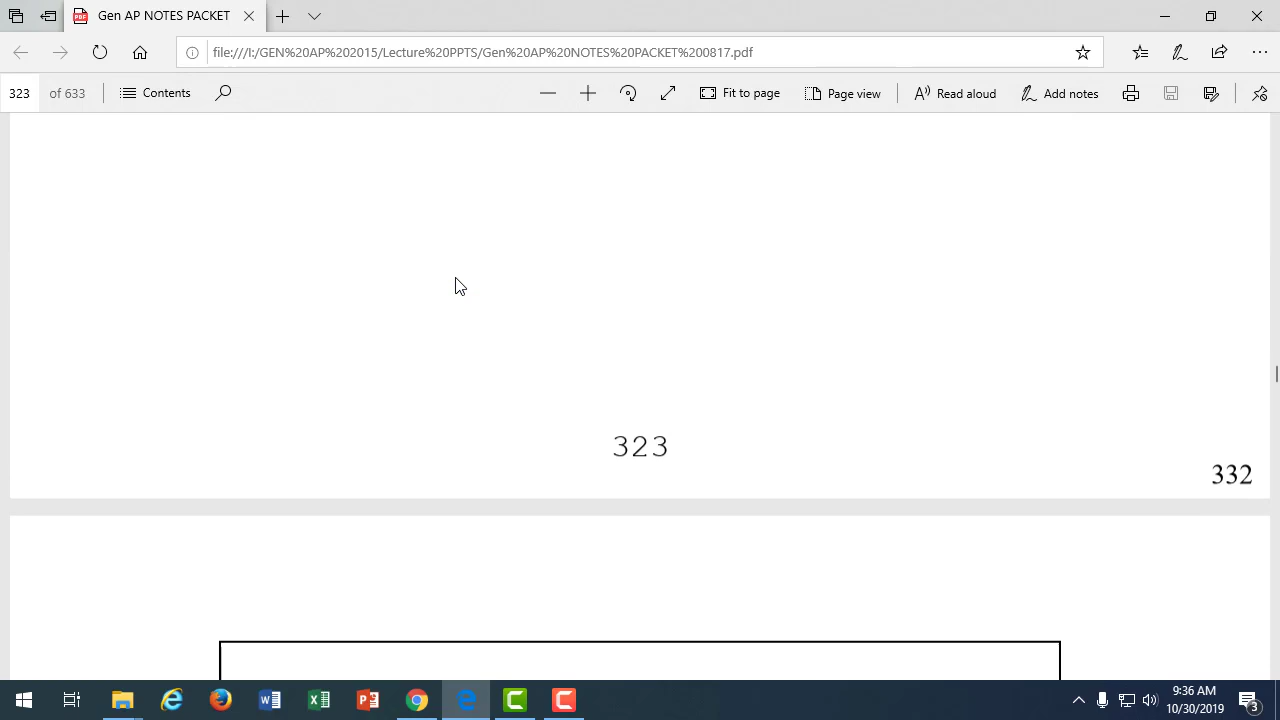 Gen AP NOTES PACKET
file:///I:/GEN%20AP%202015/Lecture%20PPTS/Gen%20AP%20NOTES%20PACKET%200817.pdf
323 of 633 Contents Fit to page Page view Read aloud Add notes
323
332
9:36 AM
10/30/2019
3